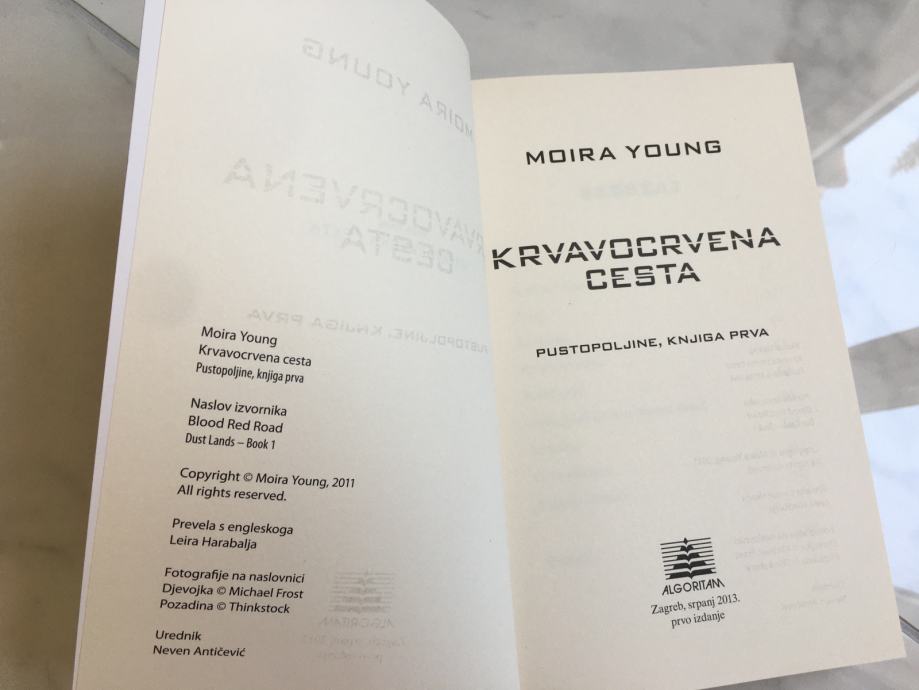 Moira Young
Krvavocrvena cesta
Pustopoljine, knjiga prva
Naslov izvornika
Blood Red Road
Dust Lands – Book 1
Copyright © Moira Young, 2011
All rights reserved.
Prevela s engleskoga
Leira Harabalja
Fotografije na naslovnici
Djevojka © Michael Frost
Pozadina © Thinkstock
Urednik
Neven Antičević
MOIRA YOUNG
KRVAVOCRVENA
CESTA
PUSTOPOLJINE, KNJIGA PRVA
ALGORITAM
Zagreb, srpanj 2013.
prvo izdanje